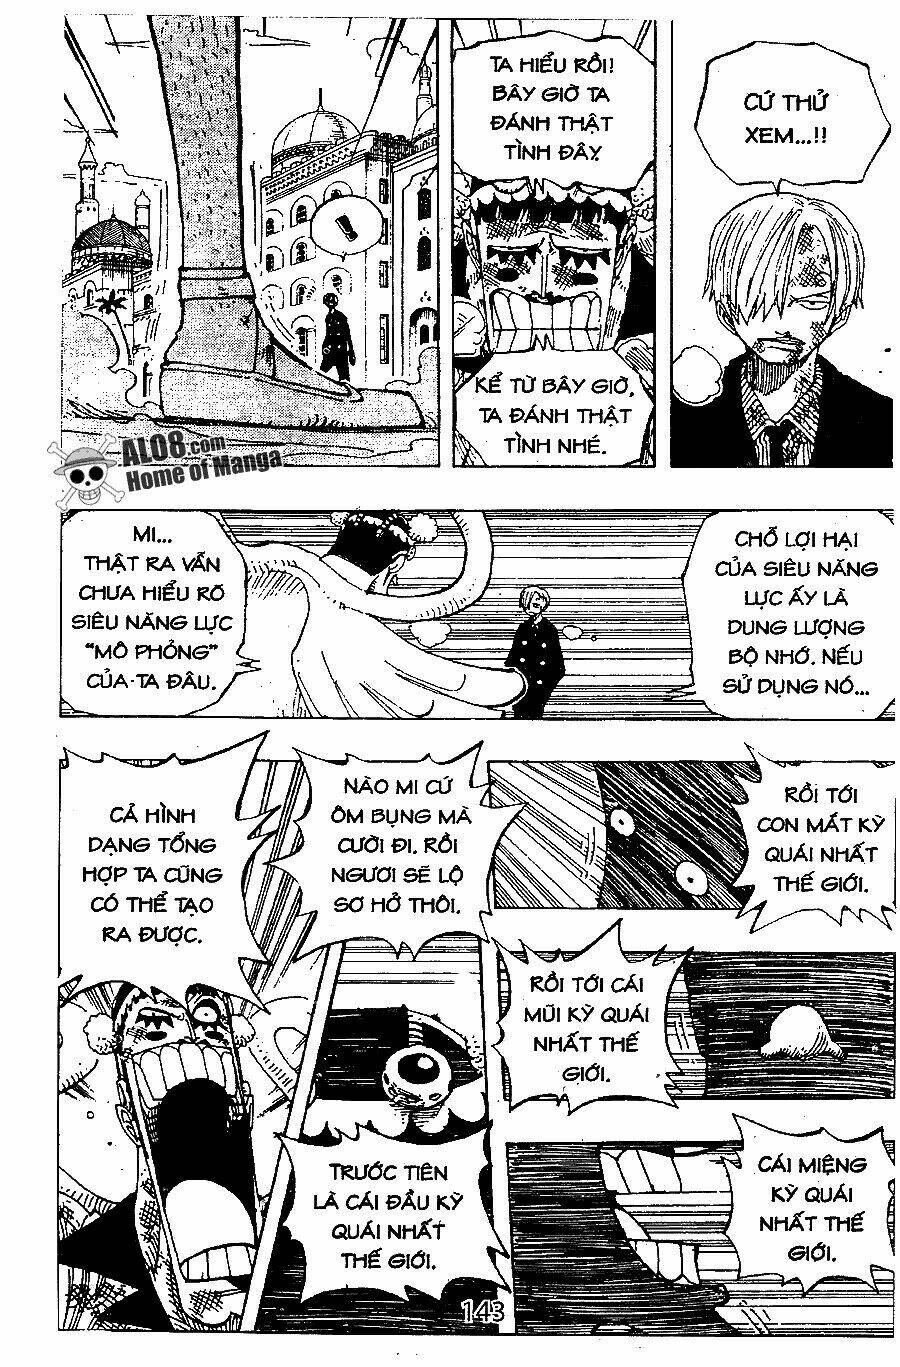 CỨ THỬ
XEM...!!
TA HIỂU RỒI!
BÂY GIỜ TA
ĐÁNH THẬT
TÌNH ĐÂY.
KỂ TỪ BÂY GIỜ,
TA ĐÁNH THẬT
TÌNH NHÉ.
!
AL08.com
Home of Manga
CHỖ LỢI HẠI
CỦA SIÊU NĂNG
LỰC ẤY LÀ
DUNG LƯỢNG
BỘ NHỚ. NẾU
SỬ DỤNG NÓ...
MI...
THẬT RA VẪN
CHƯA HIỂU RÕ
SIÊU NĂNG LỰC
“MÔ PHỎNG”
CỦA TA ĐÂU.
RỒI TỚI
CON MẮT KỲ
QUÁI NHẤT
THẾ GIỚI.
RỒI TỚI CÁI
MŨI KỲ QUÁI
NHẤT THẾ
GIỚI.
CÁI MIỆNG
KỲ QUÁI
NHẤT THẾ
GIỚI.
NÀO MI CỨ
ÔM BỤNG MÀ
CƯỜI ĐI. RỒI
NGƯƠI SẼ LỘ
SƠ HỞ THÔI.
TRƯỚC TIÊN
LÀ CÁI ĐẦU KỲ
QUÁI NHẤT
THẾ GIỚI.
CẢ HÌNH
DẠNG TỔNG
HỢP TA CŨNG
CÓ THỂ TẠO
RA ĐƯỢC.
143